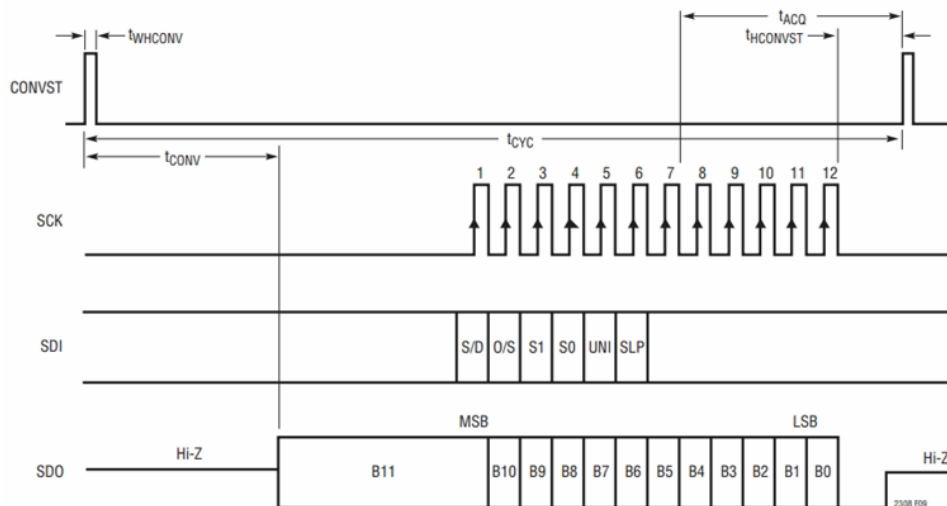 tACQ
tWHCONV
tHCONVST
CONVST
tCYC
tCONV
1 2 3 4 5 6 7 8 9 10 11 12
SCK
SDI
S/D O/S S1 S0 UNI SLP
MSB LSB
Hi-Z Hi-Z
SDO B11 B10 B9 B8 B7 B6 B5 B4 B3 B2 B1 B0
2308 F09